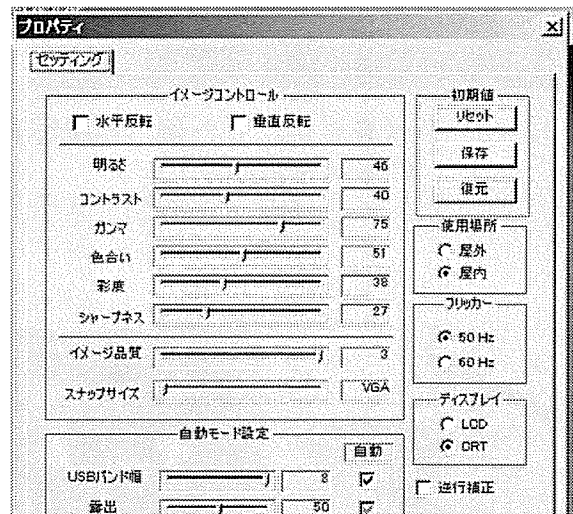 プロパティ
セッティング
イメージコントロール
水平反転 垂直反転
明るさ 46
コントラスト 40
ガンマ 75
色合い 51
彩度 38
シャープネス 27
イメージ品質 3
スナップサイズ VGA
自動モード設定
自動
USBバンド幅 8
露出 50
初期値
リセット
保存
復元
使用場所
屋外
屋内
フリッカー
50 Hz
60 Hz
ディスプレイ
LCD
CRT
逆行補正